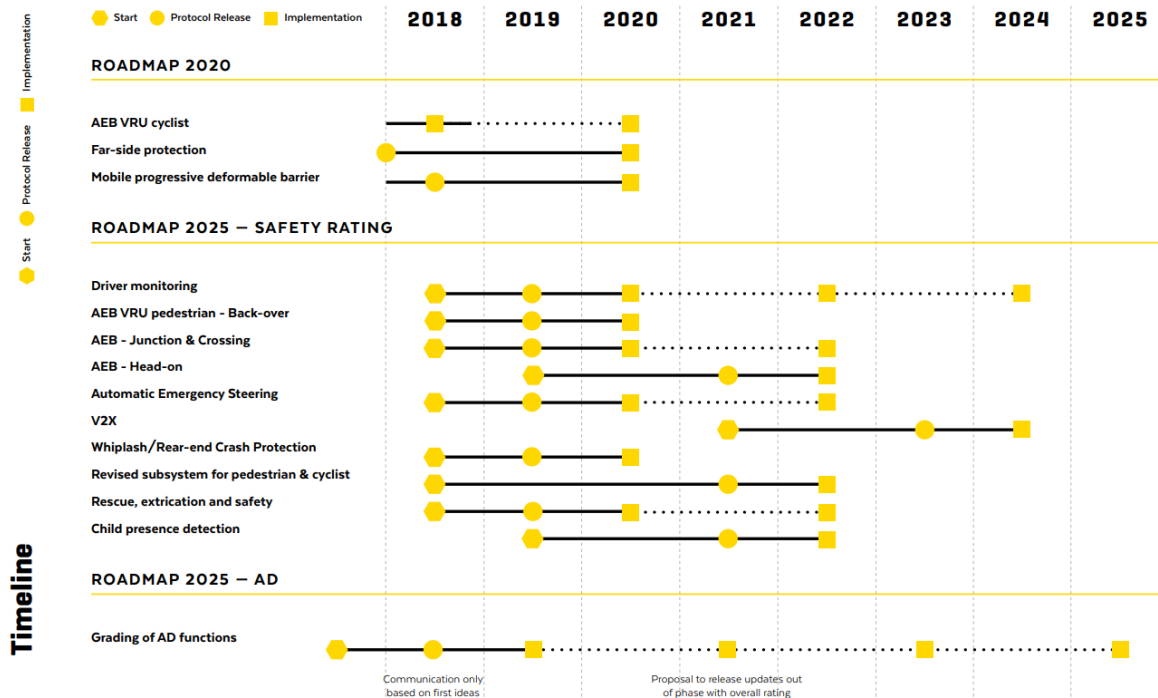 Start Protocol Release Implementation 2018 2019 2020 2021 2022 2023 2024 2025
ROADMAP 2020
AEB VRU cyclist
Far-side protection
Mobile progressive deformable barrier
ROADMAP 2025 — SAFETY RATING
Driver monitoring
AEB VRU pedestrian - Back-over
AEB - Junction & Crossing
AEB - Head-on
Automatic Emergency Steering
V2X
Whiplash/Rear-end Crash Protection
Revised subsystem for pedestrian & cyclist
Rescue, extrication and safety
Child presence detection
ROADMAP 2025 — AD
Grading of AD functions
Communication only
based on first ideas
Proposal to release updates out
of phase with overall rating
Timeline
Start Protocol Release Implementation